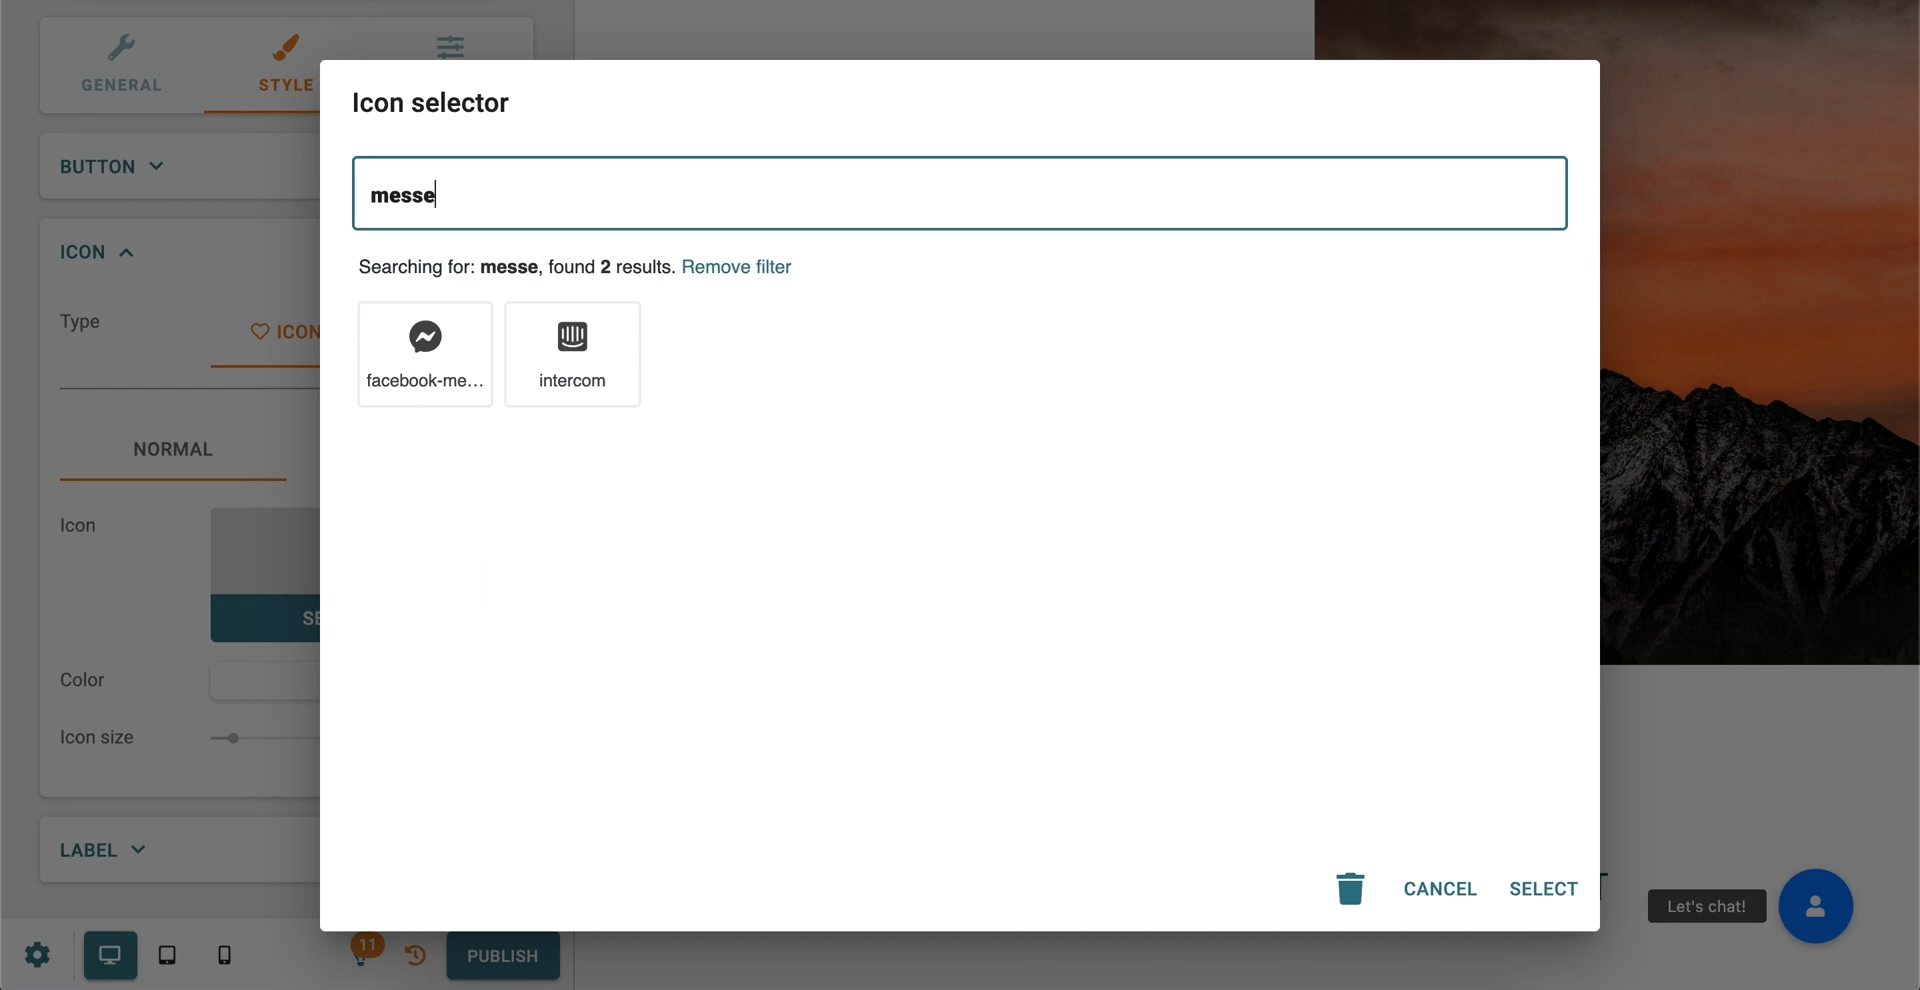 GENERAL
STYLE
BUTTON
ICON
Type
ICON
NORMAL
Icon
Color
Icon size
LABEL
11
PUBLISH
Icon selector
messe
Searching for: messe, found 2 results. Remove filter
facebook-me...
intercom
CANCEL
SELECT
Let's chat!